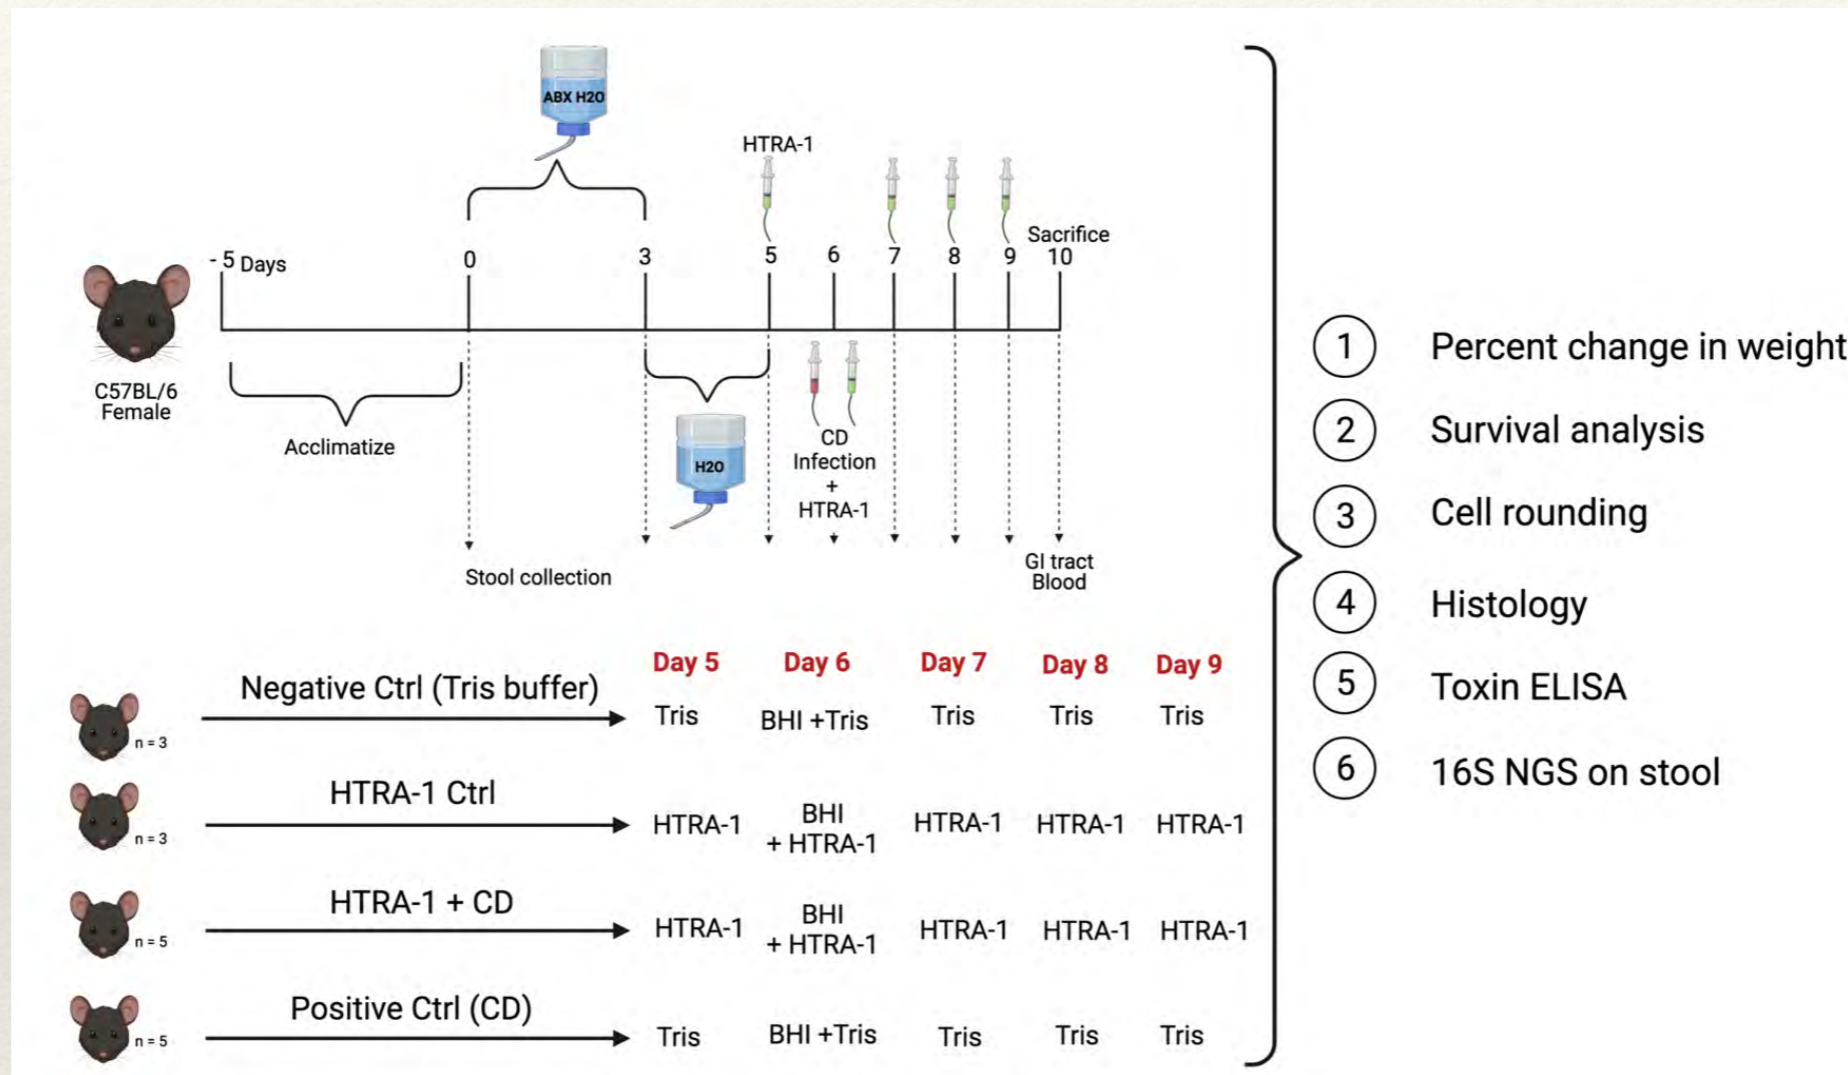 ABX H2O
HTRA-1
Sacrifice
- 5 Days
0
3
5
6
7
8
9
10
C57BL/6
Female
Acclimatize
H2O
CD
Infection
+
HTRA-1
Stool collection
GI tract
Blood
Day 5
Day 6
Day 7
Day 8
Day 9
n = 3
Negative Ctrl (Tris buffer)
Tris
BHI +Tris
Tris
Tris
Tris
n = 3
HTRA-1 Ctrl
HTRA-1
BHI
+ HTRA-1
HTRA-1
HTRA-1
HTRA-1
n = 5
HTRA-1 + CD
HTRA-1
BHI
+ HTRA-1
HTRA-1
HTRA-1
HTRA-1
n = 5
Positive Ctrl (CD)
Tris
BHI +Tris
Tris
Tris
Tris
1 Percent change in weight
2 Survival analysis
3 Cell rounding
4 Histology
5 Toxin ELISA
6 16S NGS on stool